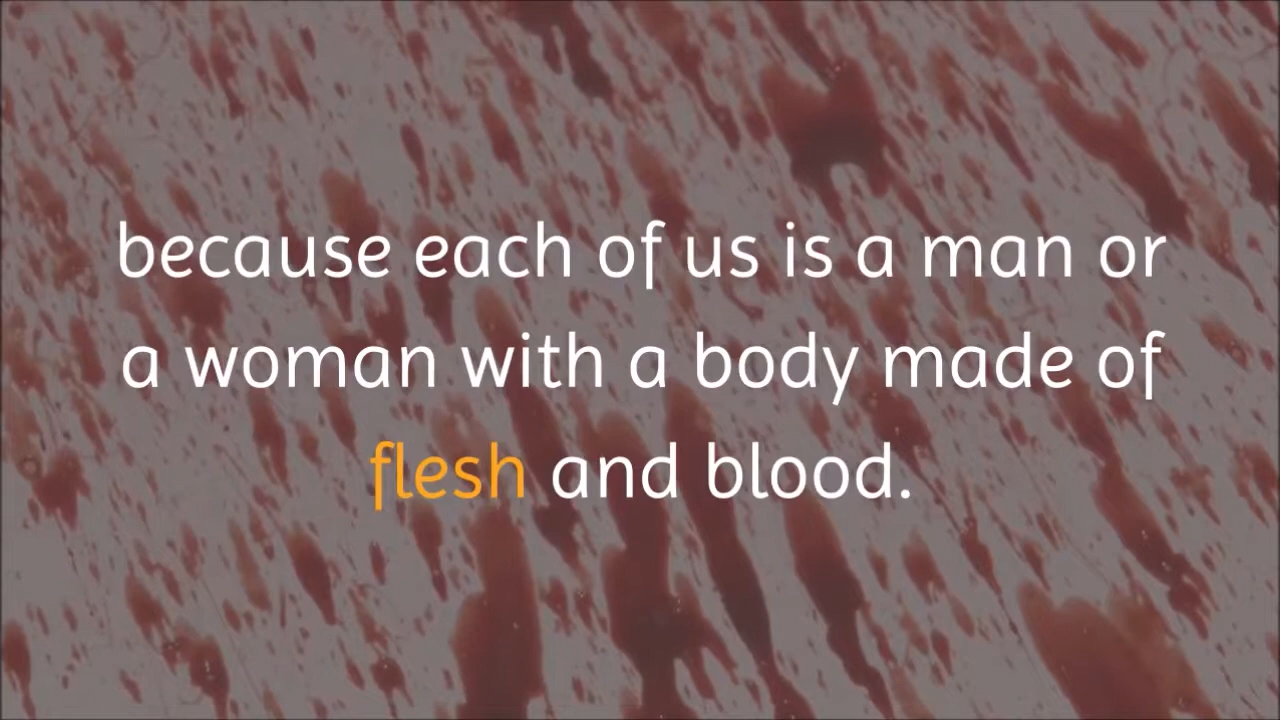 because each of us is a man or
a woman with a body made of
flesh and blood.